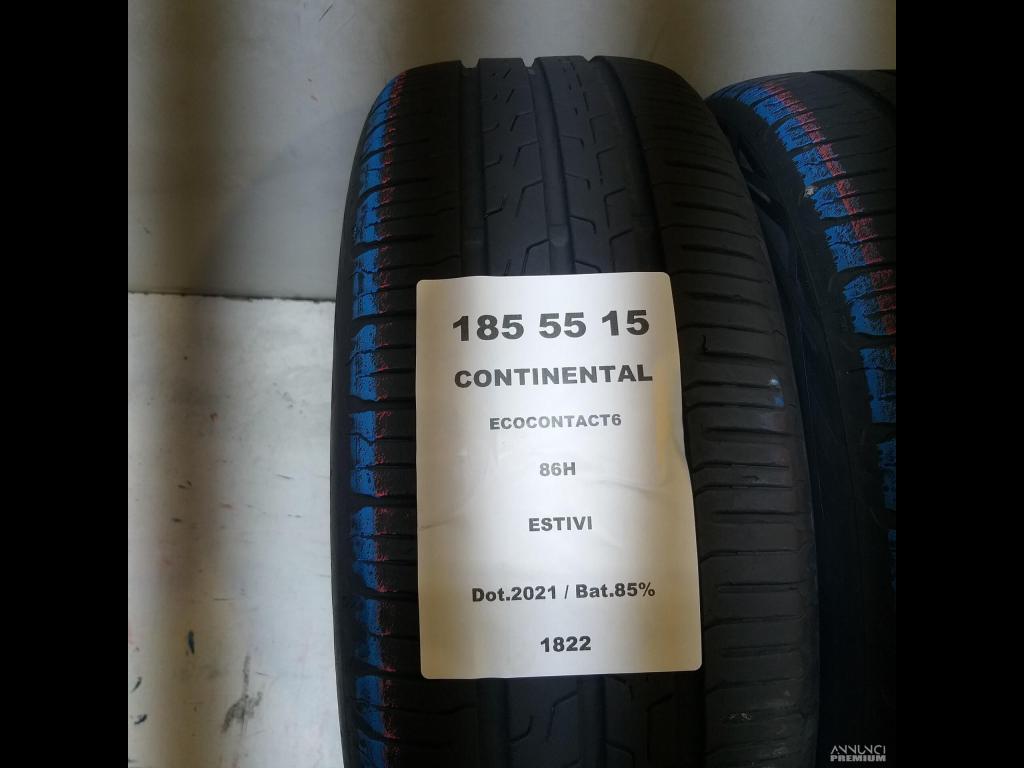 185 55 15
CONTINENTAL
ECOCONTACT6
86H
ESTIVI
Dot.2021 / Bat.85%
1822
ANNUNCI
PREMIUM